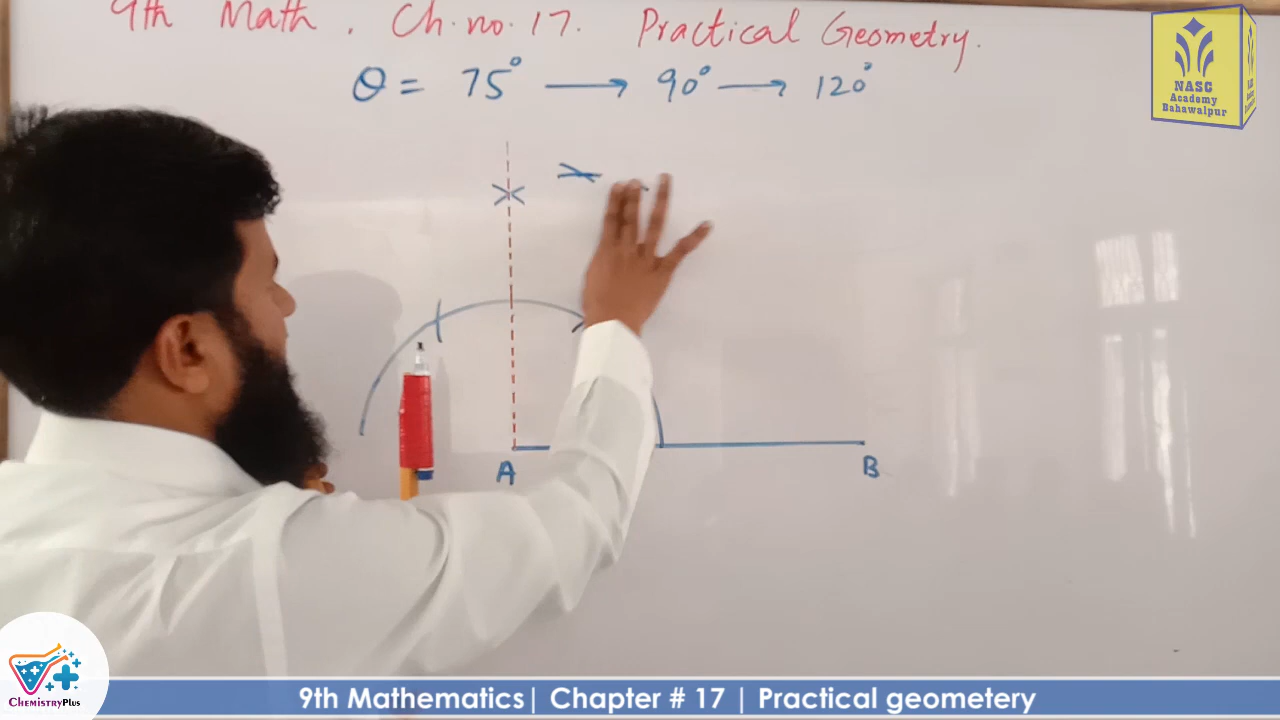 9th Math. Ch. no. 17. Practical Geometry.
θ = 75° → 90° → 120°
NASG
Academy
Bahawalpur
A
B
ChemistryPlus
9th Mathematics| Chapter # 17 | Practical geometery